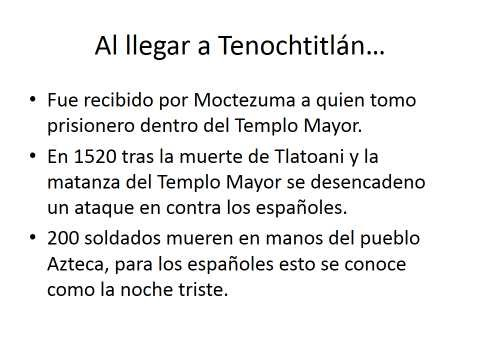 Al llegar a Tenochtitlán…
• Fue recibido por Moctezuma a quien tomo
prisionero dentro del Templo Mayor.
• En 1520 tras la muerte de Tlatoani y la
matanza del Templo Mayor se desencadeno
un ataque en contra los españoles.
• 200 soldados mueren en manos del pueblo
Azteca, para los españoles esto se conoce
como la noche triste.